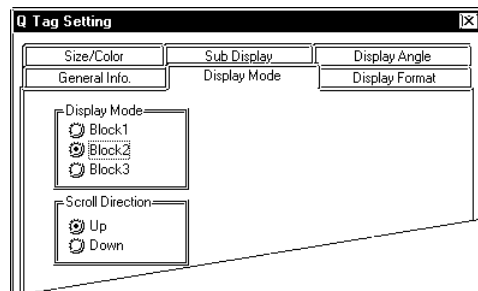 Q Tag Setting
Size/Color Sub Display Display Angle
General Info. Display Mode Display Format
Display Mode
Block1
Block2
Block3
Scroll Direction
Up
Down